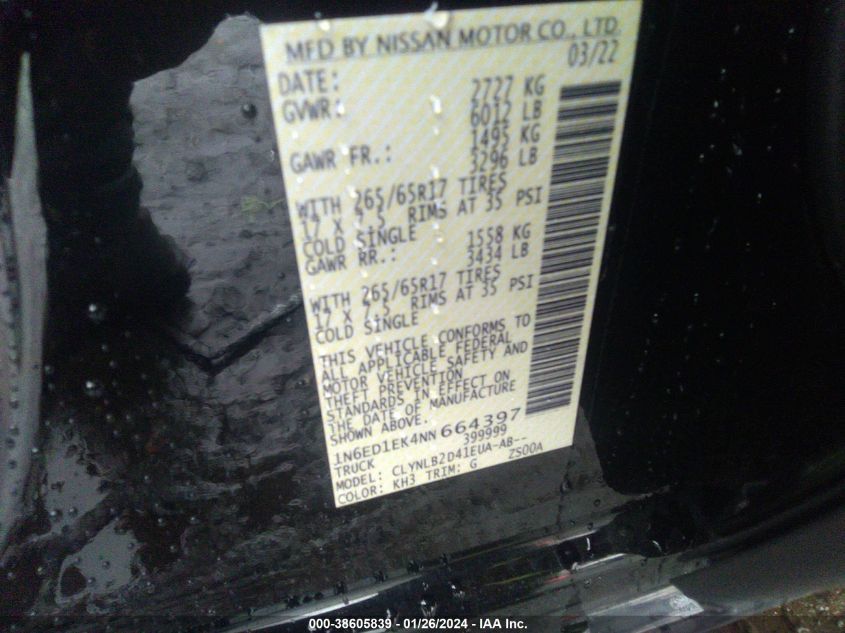 MFD BY NISSAN MOTOR CO., LTD.
DATE: 03/22
GVWR: 2727 KG
6012 LB
GAWR FR.: 1495 KG
3296 LB
WITH 265/65R17 TIRES
17 X 7.5 RIMS AT 35 PSI
COLD SINGLE
GAWR RR.: 1558 KG
3434 LB
WITH 265/65R17 TIRES
17 X 7.5 RIMS AT 35 PSI
COLD SINGLE
THIS VEHICLE CONFORMS TO
ALL APPLICABLE FEDERAL
MOTOR VEHICLE SAFETY AND
THEFT PREVENTION
STANDARDS IN EFFECT ON
THE DATE OF MANUFACTURE
SHOWN ABOVE.
1N6ED1EK4NN664397
TRUCK 399999
MODEL: CLYNLB2D41EUA-AB--
COLOR: KH3 TRIM: G ZS00A
000-38605839 - 01/26/2024 - IAA Inc.